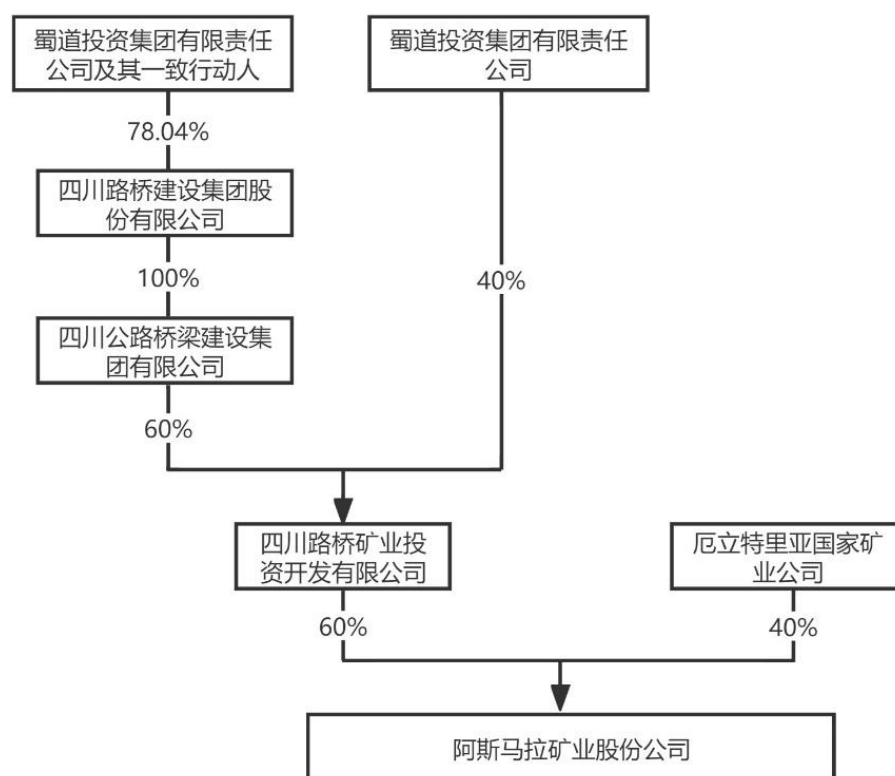 蜀道投资集团有限责任
公司及其一致行动人
蜀道投资集团有限责任
公司
78.04%
四川路桥建设集团股
份有限公司
100%
40%
四川公路桥梁建设集
团有限公司
60%
四川路桥矿业投
资开发有限公司
厄立特里亚国家矿
业公司
60%
40%
阿斯马拉矿业股份公司